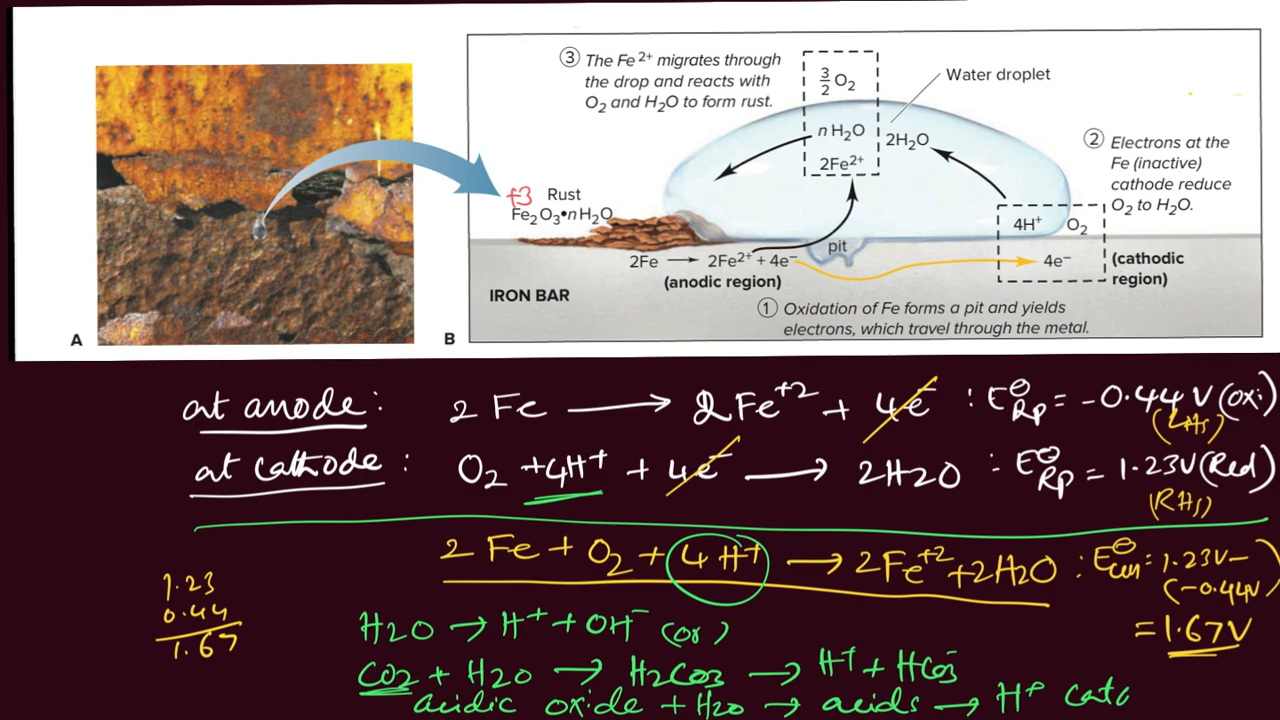 ③ The Fe²⁺ migrates through
the drop and reacts with
O₂ and H₂O to form rust.
3/2 O₂
n H₂O
2Fe²⁺
2H₂O
Water droplet
② Electrons at the
Fe (inactive)
cathode reduce
O₂ to H₂O.
+3
Rust
Fe₂O₃•nH₂O
4H⁺ O₂
4e⁻
(cathodic
region)
pit
2Fe → 2Fe²⁺ + 4e⁻
(anodic region)
IRON BAR
① Oxidation of Fe forms a pit and yields
electrons, which travel through the metal.
A
B
at anode: 2Fe → 2Fe⁺² + 4e⁻ : E⊖Rp = -0.44V (oxi)
(LHS)
at cathode: O₂ + 4H⁺ + 4e⁻ → 2H2O : E⊖Rp = 1.23V (Red)
(RHS)
2Fe + O₂ + 4H⁺ → 2Fe⁺² + 2H2O : E⊖cell = 1.23V -
(-0.44V)
= 1.67V
1.23
0.44
1.67
H2O → H⁺ + OH⁻ (or)
CO2 + H2O → H2CO3 → H⁺ + HCO3⁻
acidic oxide + H2O → acids → H⁺ cato